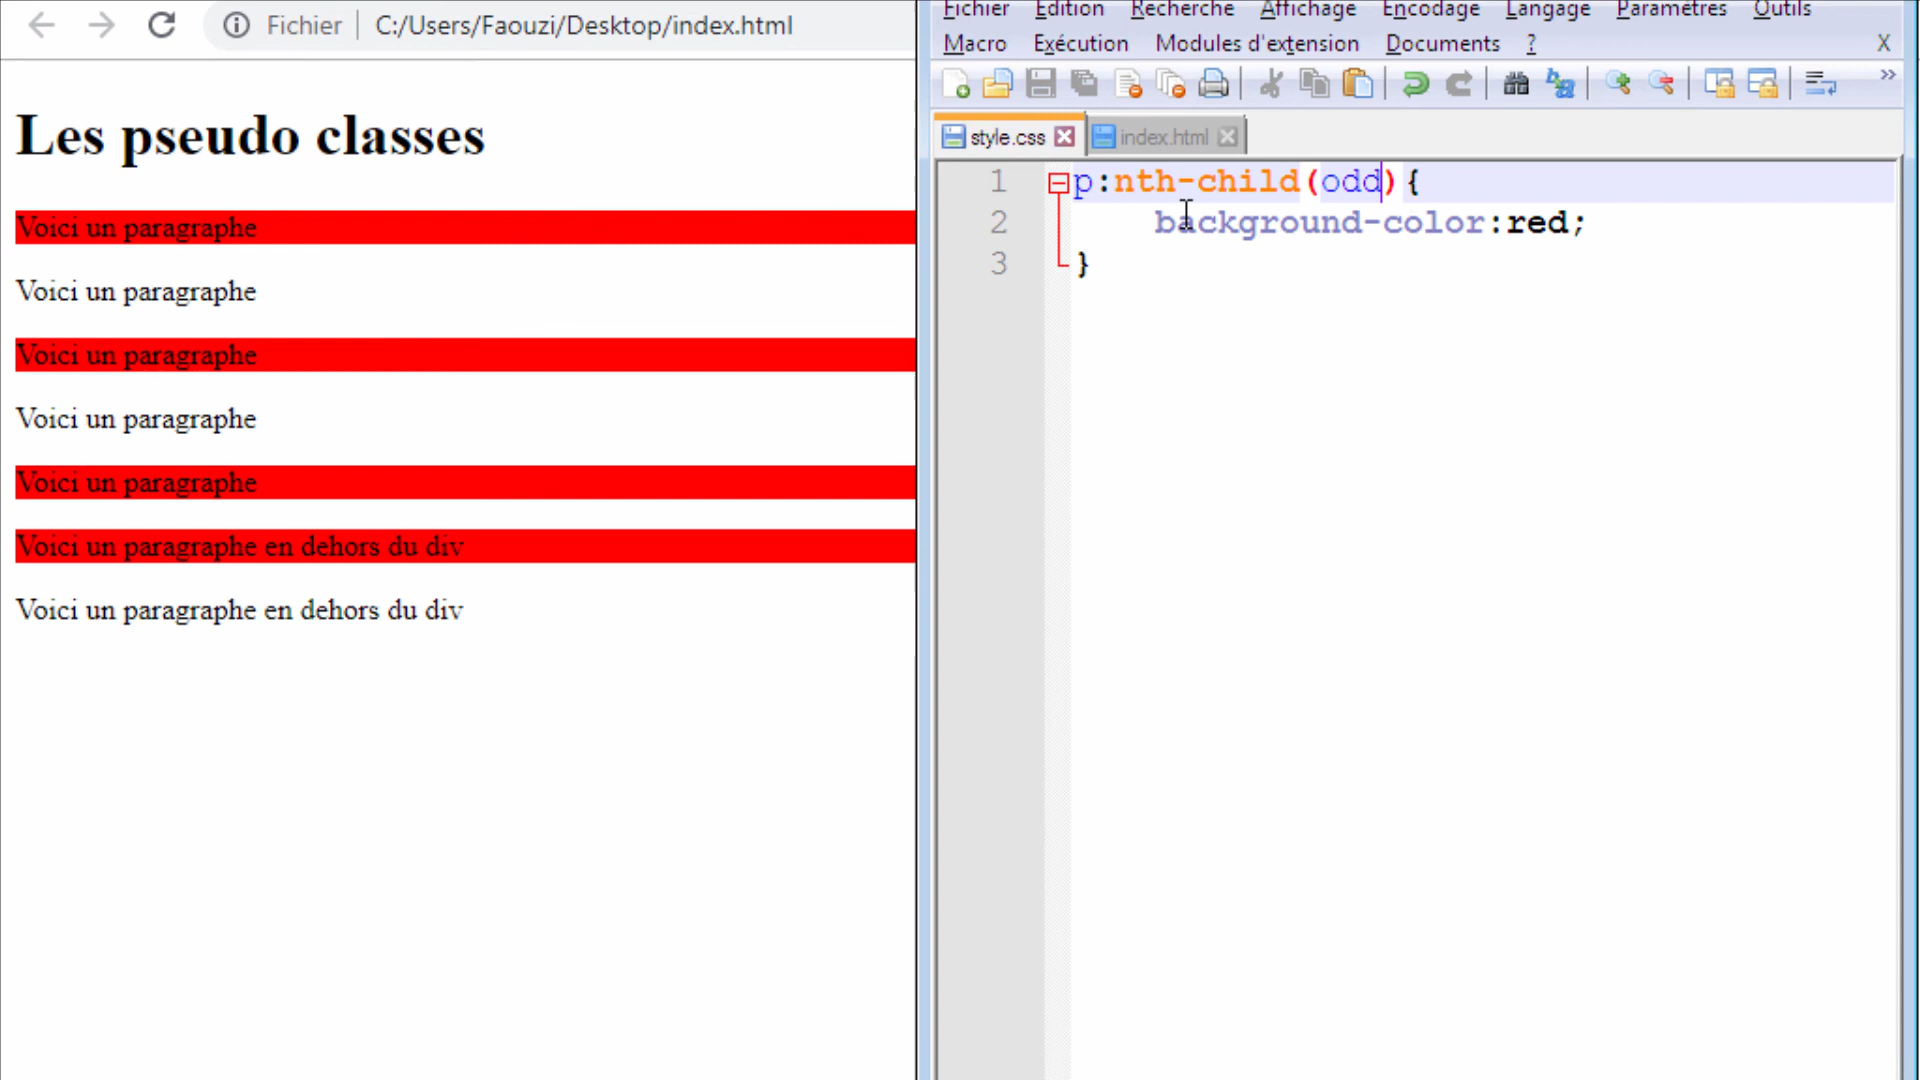 Fichier C:/Users/Faouzi/Desktop/index.html
Les pseudo classes
Voici un paragraphe
Voici un paragraphe
Voici un paragraphe
Voici un paragraphe
Voici un paragraphe
Voici un paragraphe en dehors du div
Voici un paragraphe en dehors du div
Fichier Edition Recherche Affichage Encodage Langage Paramètres Outils
Macro Exécution Modules d'extension Documents ? X
style.css index.html
1 p:nth-child(odd){
2 background-color:red;
3 }